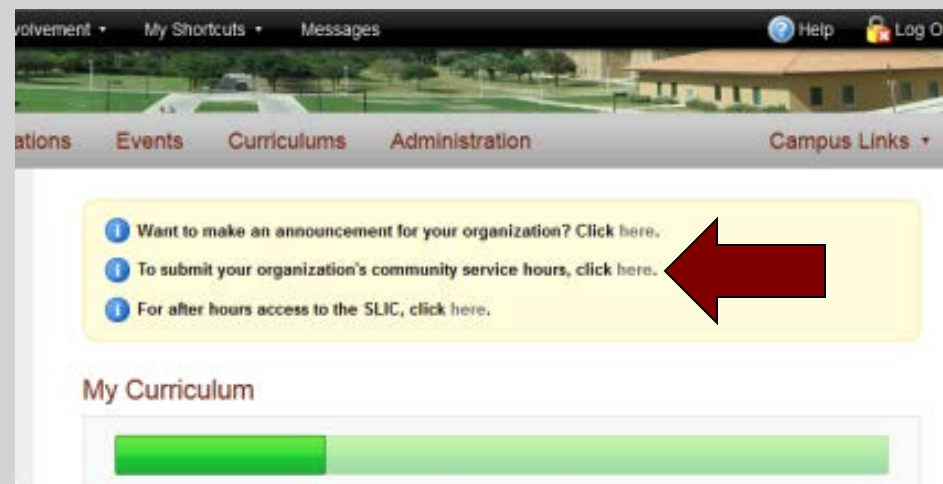 volvement My Shortcuts Messages Help Log O
ations Events Curriculums Administration Campus Links
Want to make an announcement for your organization? Click here.
To submit your organization's community service hours, click here.
For after hours access to the SLIC, click here.
My Curriculum